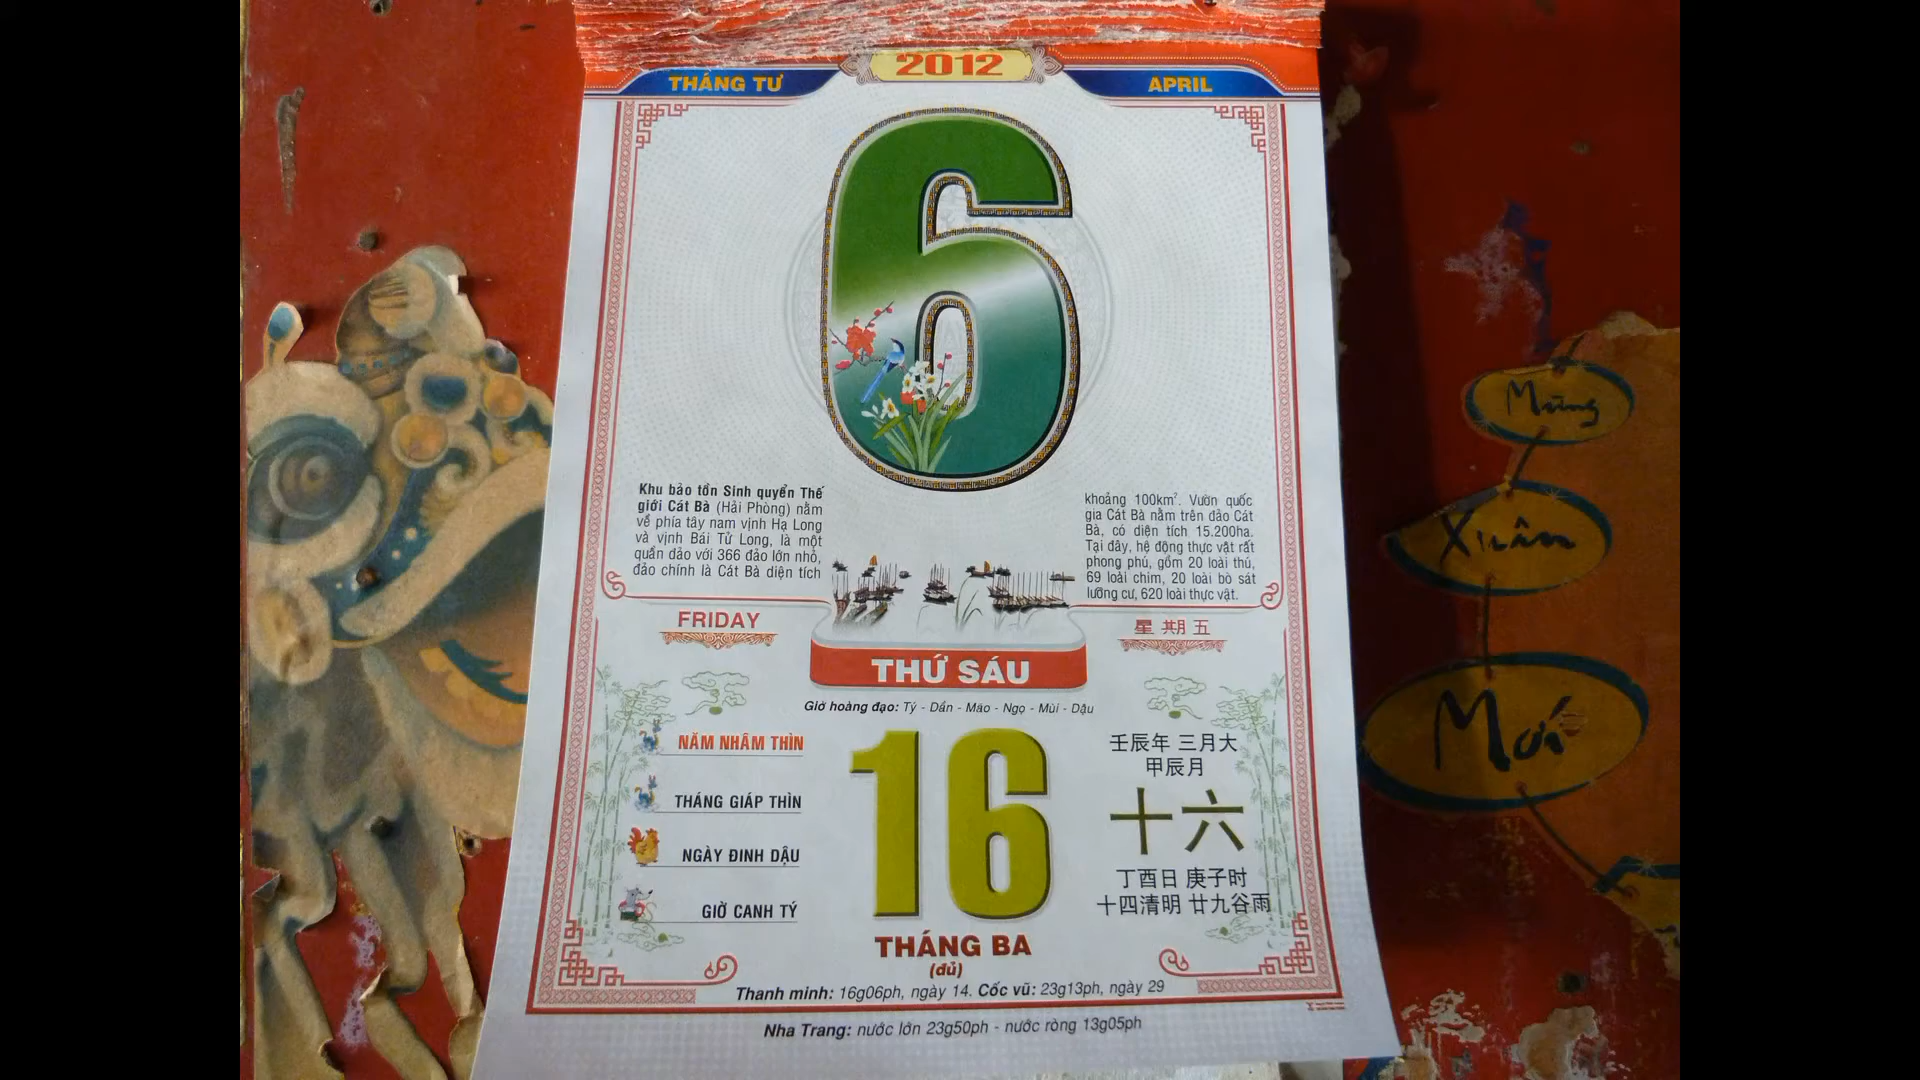 2012
THÁNG TƯ
APRIL
6
Khu bảo tồn Sinh quyển Thế
giới Cát Bà (Hải Phòng) nằm
về phía tây nam vịnh Hạ Long
và vịnh Bái Tử Long, là một
quần đảo với 366 đảo lớn nhỏ,
đảo chính là Cát Bà diện tích
khoảng 100km². Vườn quốc
gia Cát Bà nằm trên đảo Cát
Bà, có diện tích 15.200ha.
Tại đây, hệ động thực vật rất
phong phú, gồm 20 loài thú,
69 loài chim, 20 loài bò sát
lưỡng cư, 620 loài thực vật.
FRIDAY
星期五
THỨ SÁU
Giờ hoàng đạo: Tý - Dần - Mão - Ngọ - Mùi - Dậu
NĂM NHÂM THÌN
THÁNG GIÁP THÌN
NGÀY ĐINH DẬU
GIỜ CANH TÝ
16
壬辰年 三月大
甲辰月
十六
丁酉日 庚子时
十四清明 廿九谷雨
THÁNG BA
(đủ)
Thanh minh: 16g06ph, ngày 14. Cốc vũ: 23g13ph, ngày 29
Nha Trang: nước lớn 23g50ph - nước ròng 13g05ph
Mừng
Xuân
Mới